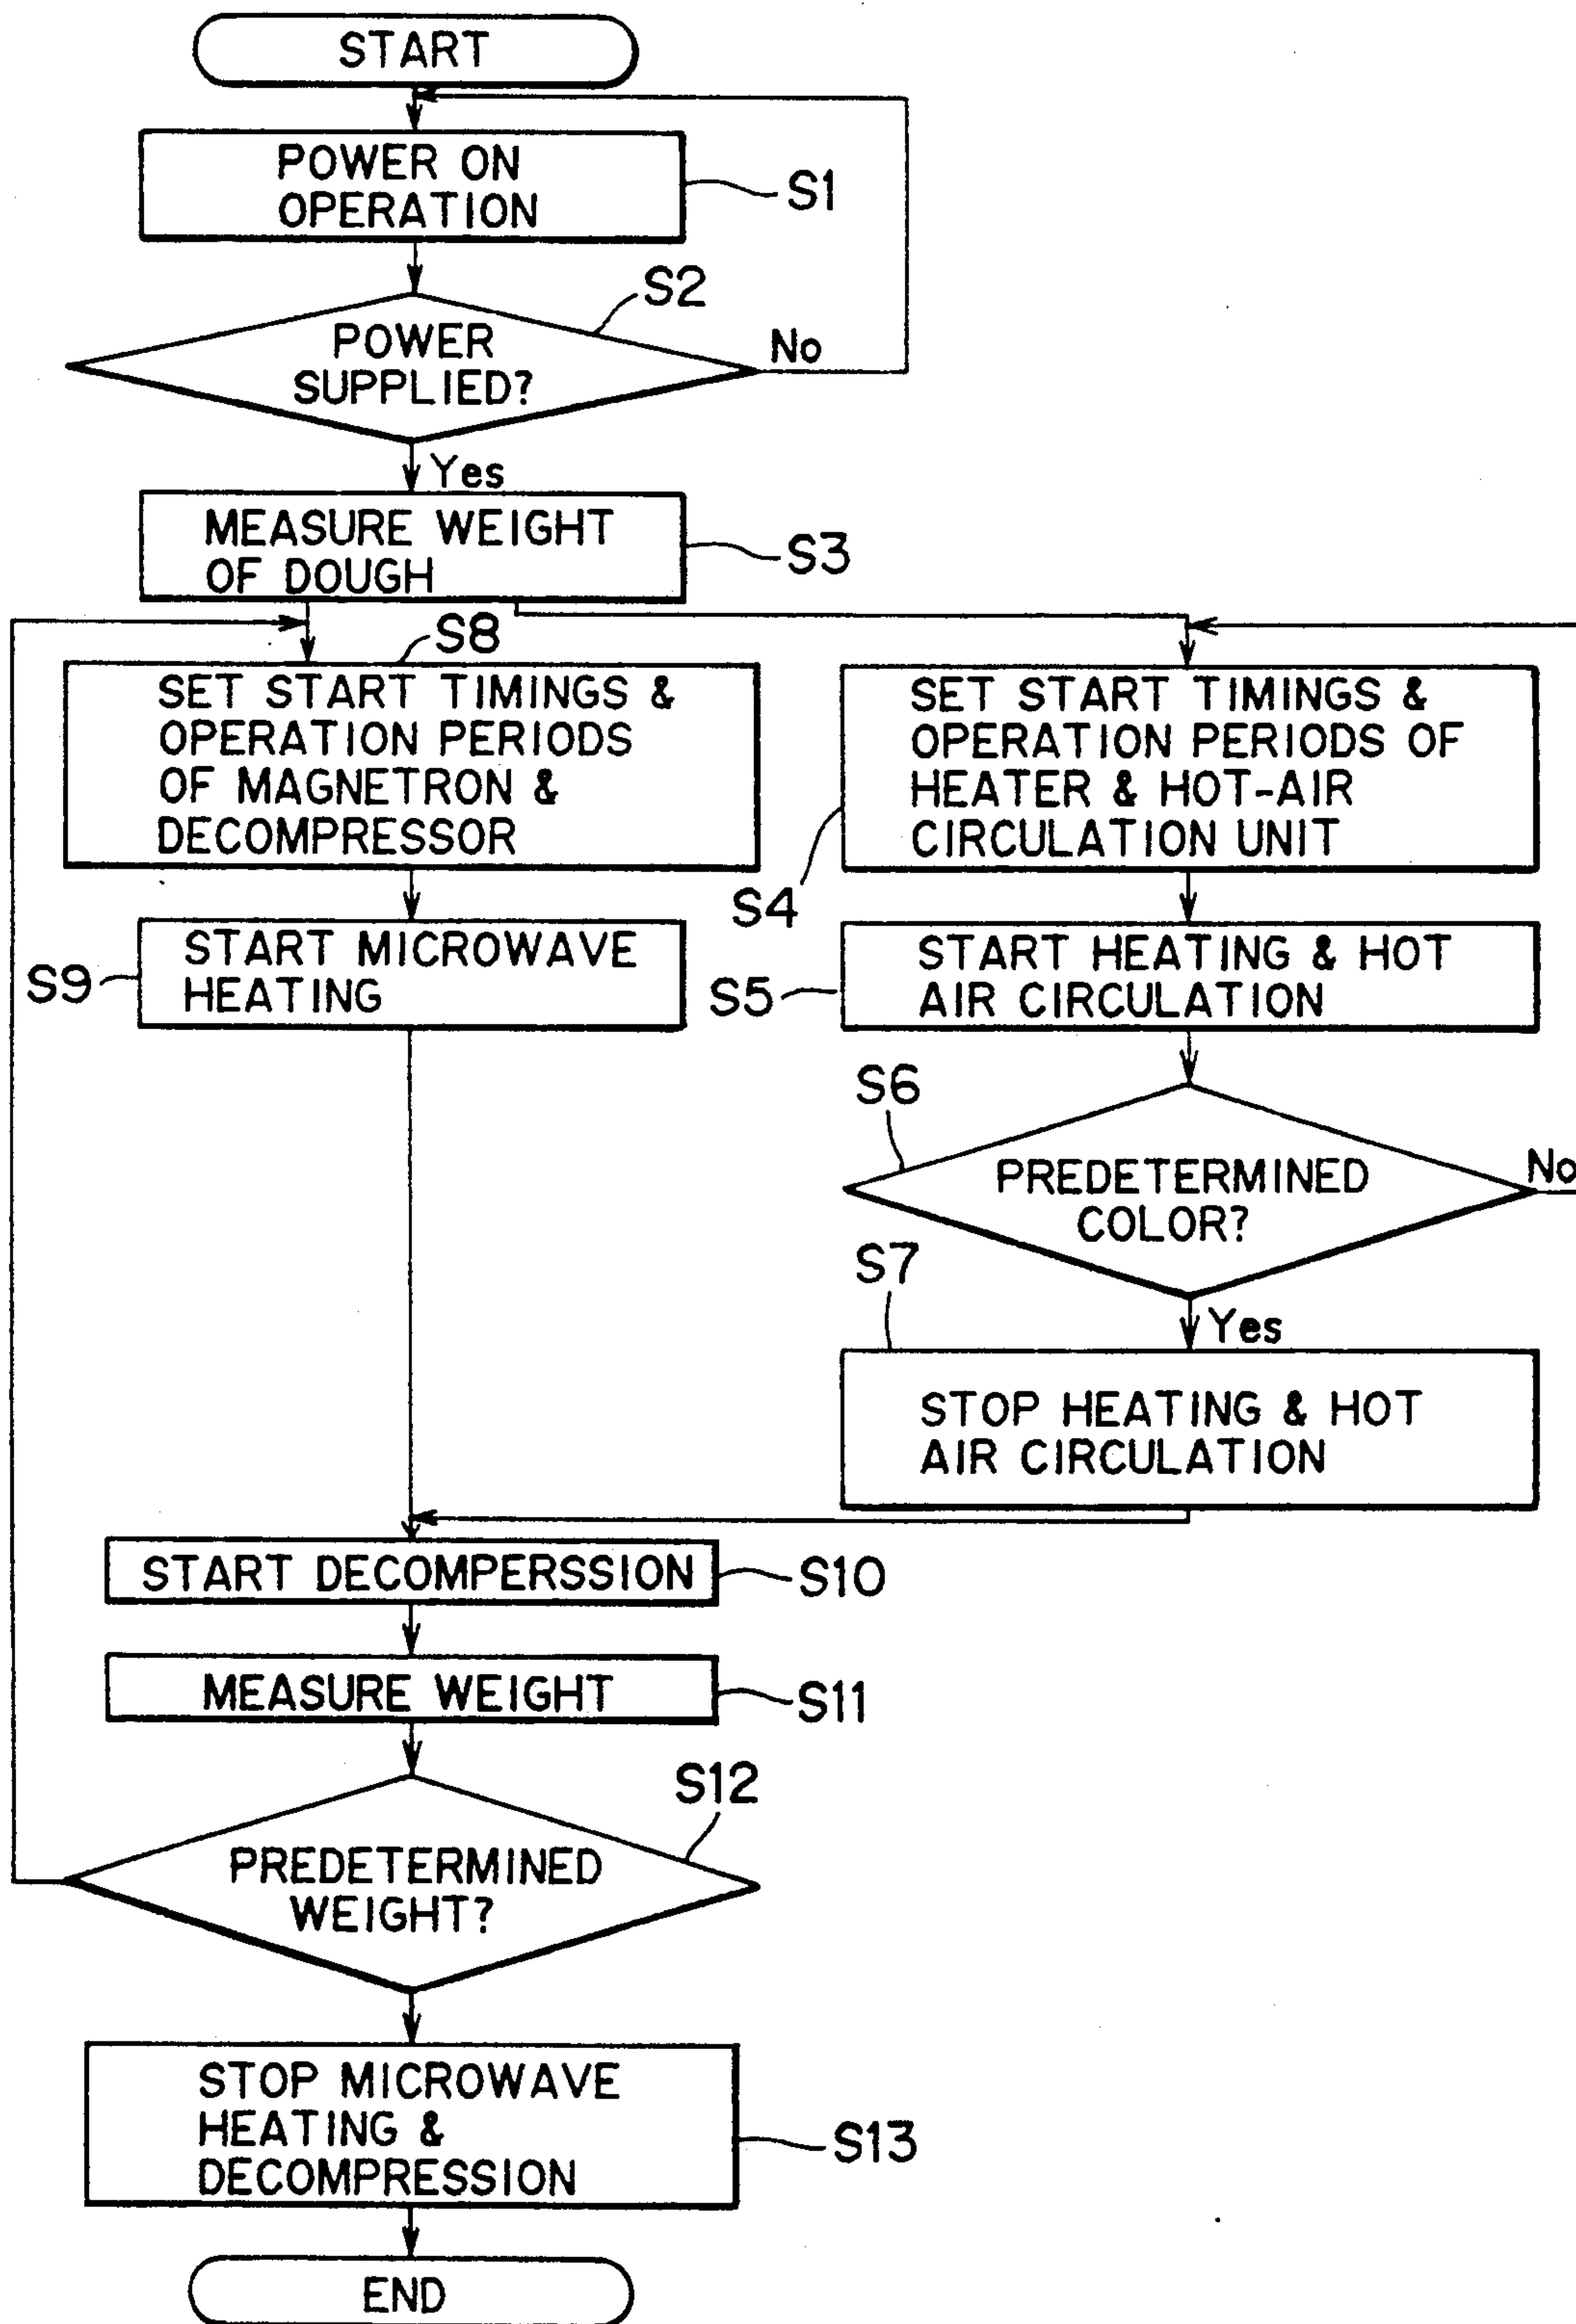 START
POWER ON
OPERATION
S1
S2
POWER
SUPPLIED?
No
Yes
MEASURE WEIGHT
OF DOUGH
S3
S8
SET START TIMINGS &
OPERATION PERIODS
OF MAGNETRON &
DECOMPRESSOR
SET START TIMINGS &
OPERATION PERIODS OF
HEATER & HOT-AIR
CIRCULATION UNIT
S4
S9
START MICROWAVE
HEATING
S5
START HEATING & HOT
AIR CIRCULATION
S6
PREDETERMINED
COLOR?
No
S7
Yes
STOP HEATING & HOT
AIR CIRCULATION
START DECOMPERSSION
S10
MEASURE WEIGHT
S11
S12
PREDETERMINED
WEIGHT?
STOP MICROWAVE
HEATING &
DECOMPRESSION
S13
END